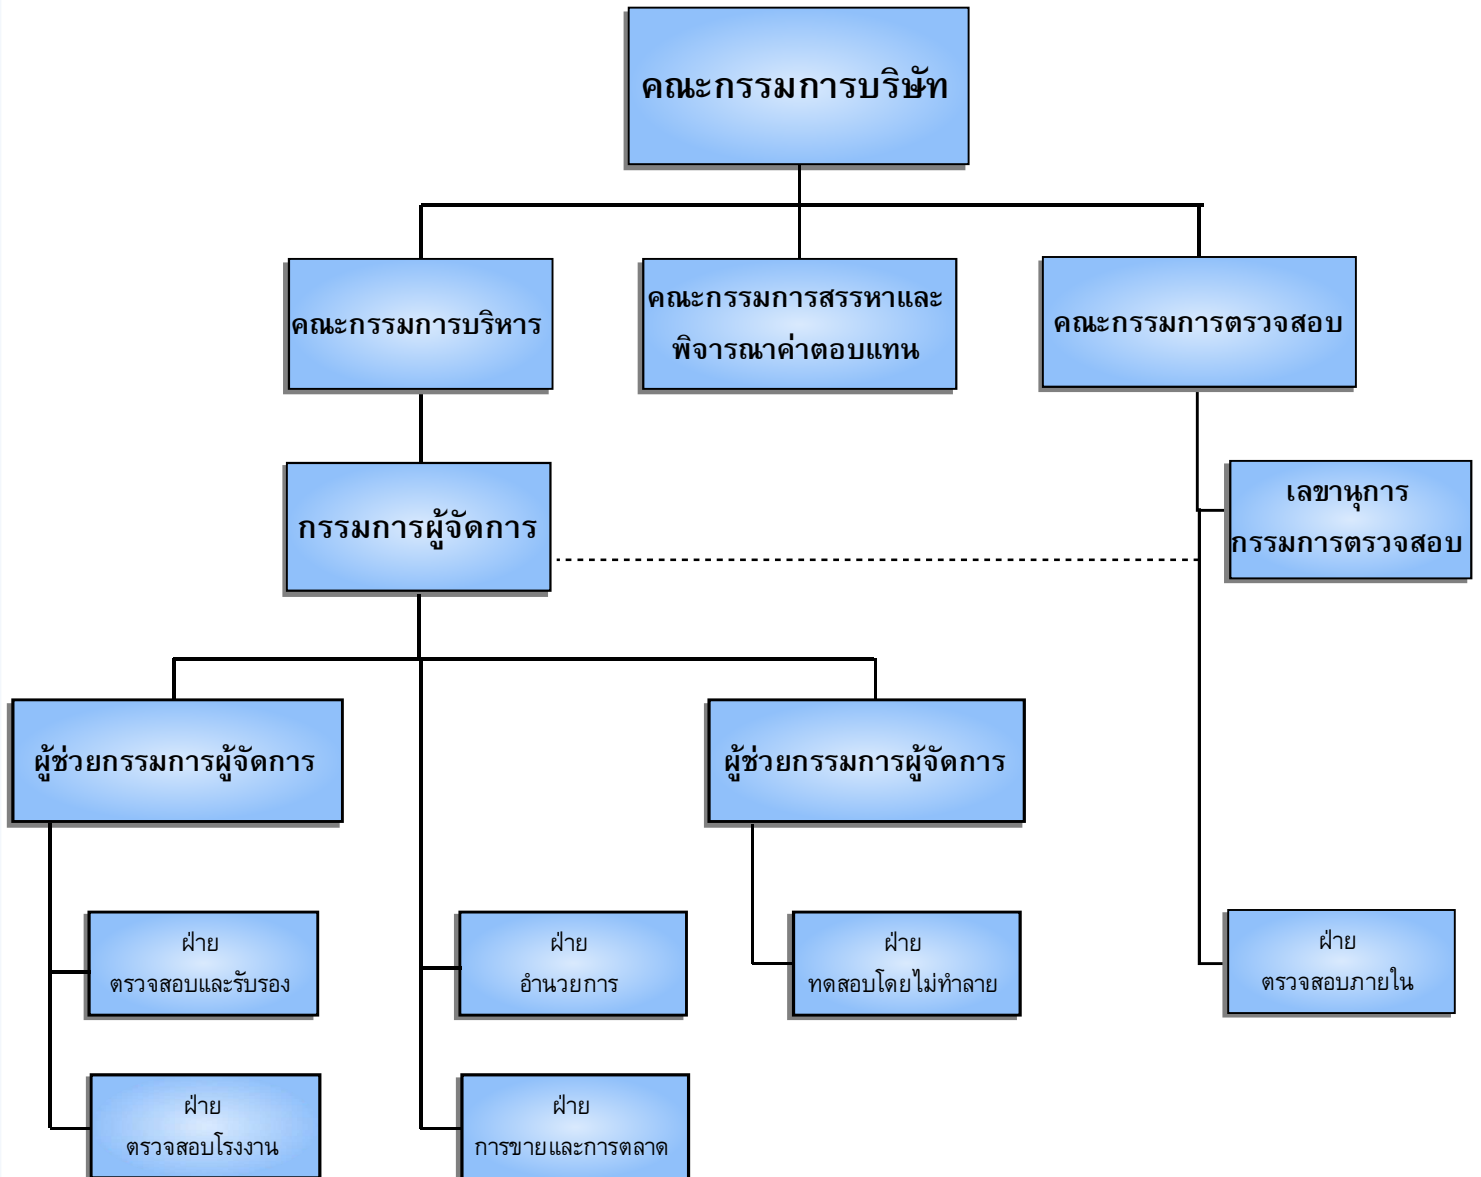 คณะกรรมการบริษัท
คณะกรรมการบริหาร
คณะกรรมการสรรหาและ
พิจารณาค่าตอบแทน
คณะกรรมการตรวจสอบ
กรรมการผู้จัดการ
เลขานุการ
กรรมการตรวจสอบ
ผู้ช่วยกรรมการผู้จัดการ
ผู้ช่วยกรรมการผู้จัดการ
ฝ่าย
ตรวจสอบและรับรอง
ฝ่าย
อำนวยการ
ฝ่าย
ทดสอบโดยไม่ทำลาย
ฝ่าย
ตรวจสอบภายใน
ฝ่าย
ตรวจสอบโรงงาน
ฝ่าย
การขายและการตลาด